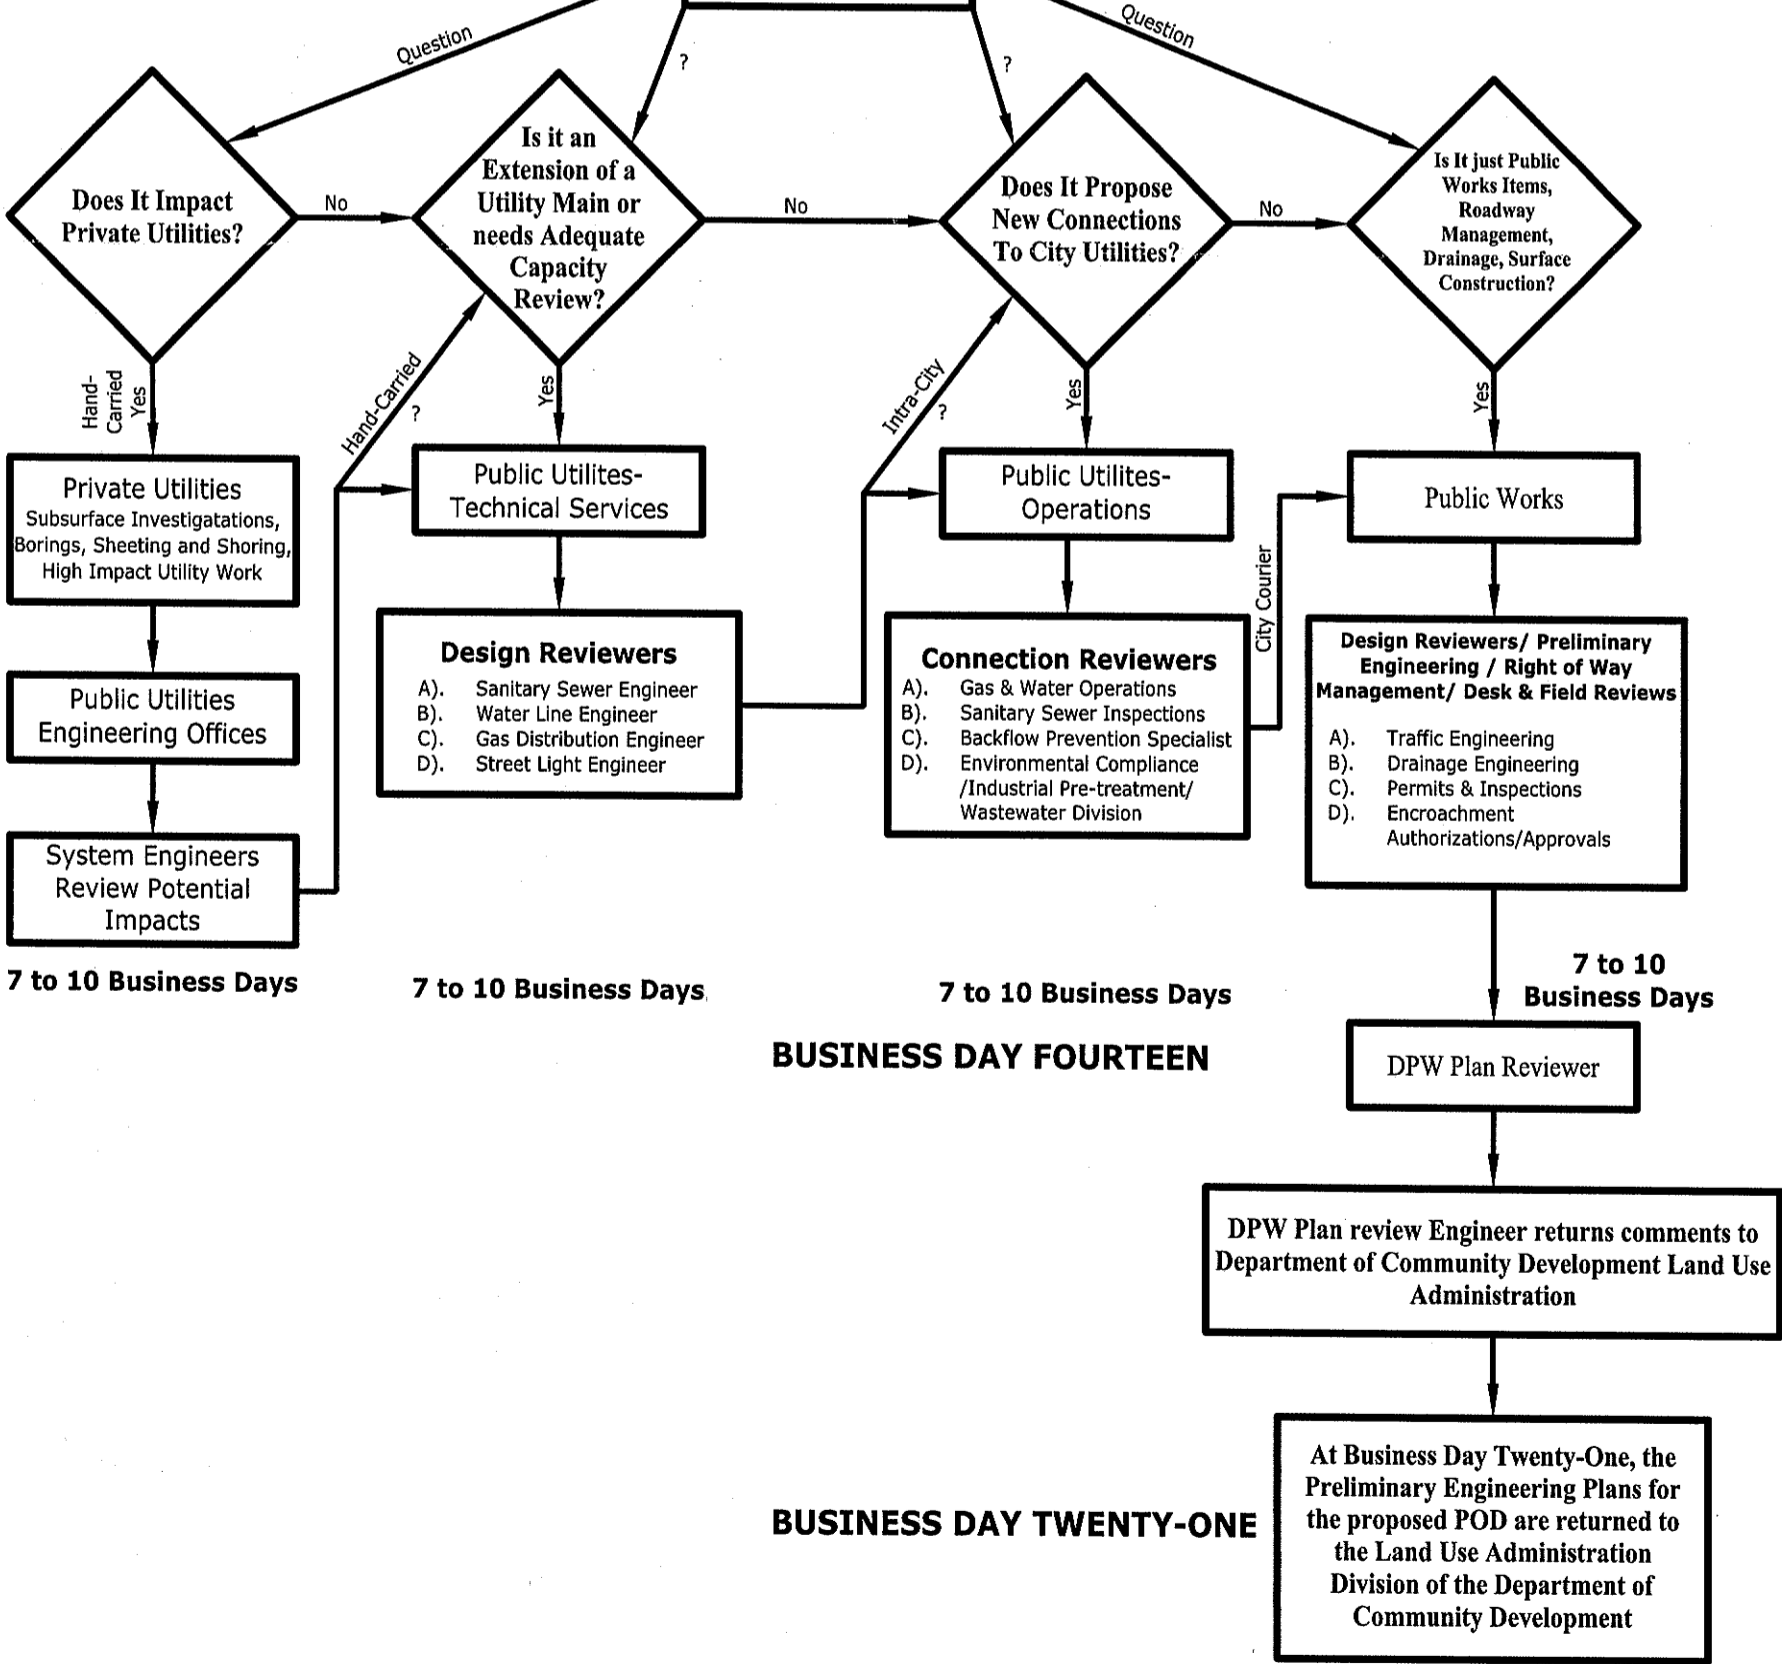 Question
?
?
Question
Does It Impact
Private Utilities?
No
Is it an
Extension of a
Utility Main or
needs Adequate
Capacity
Review?
No
Does It Propose
New Connections
To City Utilities?
No
Is It just Public
Works Items,
Roadway
Management,
Drainage, Surface
Construction?
Hand-
Carried
Yes
Hand-Carried
?
Yes
Intra-City
?
Yes
Yes
Private Utilities
Subsurface Investigatations,
Borings, Sheeting and Shoring,
High Impact Utility Work
Public Utilities
Engineering Offices
System Engineers
Review Potential
Impacts
7 to 10 Business Days
Public Utilites-
Technical Services
Design Reviewers
A). Sanitary Sewer Engineer
B). Water Line Engineer
C). Gas Distribution Engineer
D). Street Light Engineer
7 to 10 Business Days
Public Utilites-
Operations
Connection Reviewers
A). Gas & Water Operations
B). Sanitary Sewer Inspections
C). Backflow Prevention Specialist
D). Environmental Compliance
/Industrial Pre-treatment/
Wastewater Division
7 to 10 Business Days
City Courier
Public Works
Design Reviewers/ Preliminary
Engineering / Right of Way
Management/ Desk & Field Reviews
A). Traffic Engineering
B). Drainage Engineering
C). Permits & Inspections
D). Encroachment
Authorizations/Approvals
7 to 10
Business Days
BUSINESS DAY FOURTEEN
DPW Plan Reviewer
DPW Plan review Engineer returns comments to
Department of Community Development Land Use
Administration
BUSINESS DAY TWENTY-ONE
At Business Day Twenty-One, the
Preliminary Engineering Plans for
the proposed POD are returned to
the Land Use Administration
Division of the Department of
Community Development